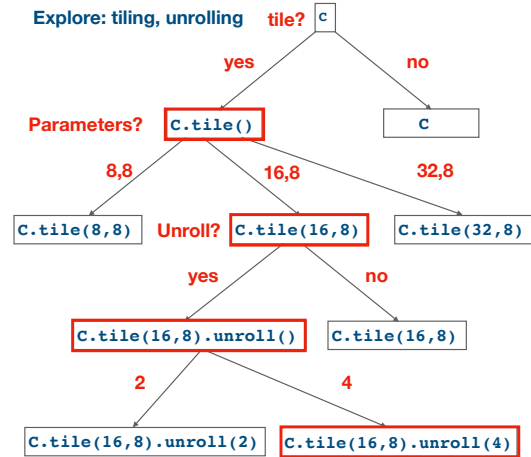 Explore: tiling, unrolling tile? C
yes no
Parameters? C.tile() C
8,8 16,8 32,8
C.tile(8,8) Unroll? C.tile(16,8) C.tile(32,8)
yes no
C.tile(16,8).unroll() C.tile(16,8)
2 4
C.tile(16,8).unroll(2) C.tile(16,8).unroll(4)